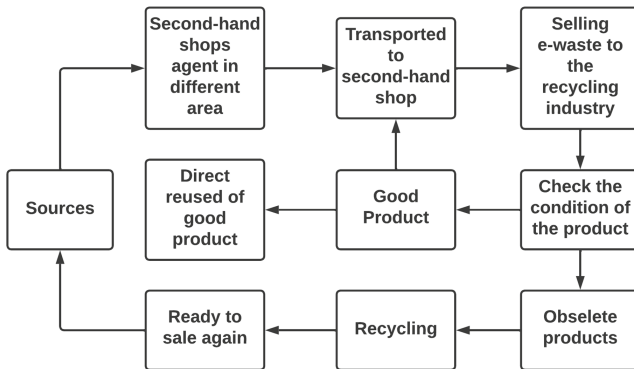 Second-hand
shops
agent in
different
area
Transported
to
second-hand
shop
Selling
e-waste to
the
recycling
industry
Sources
Direct
reused of
good
product
Good
Product
Check the
condition of
the product
Ready to
sale again
Recycling
Obselete
products